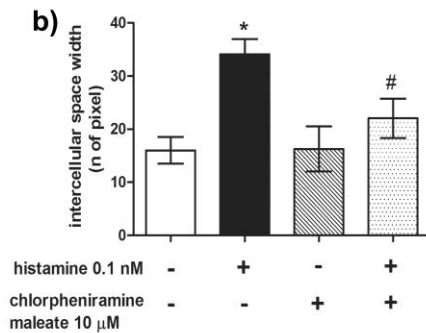 b)
intercellular space width
(n of pixel)
40
30
20
10
0
*
#
histamine 0.1 nM - + - +
chlorpheniramine
maleate 10 µM - - + +